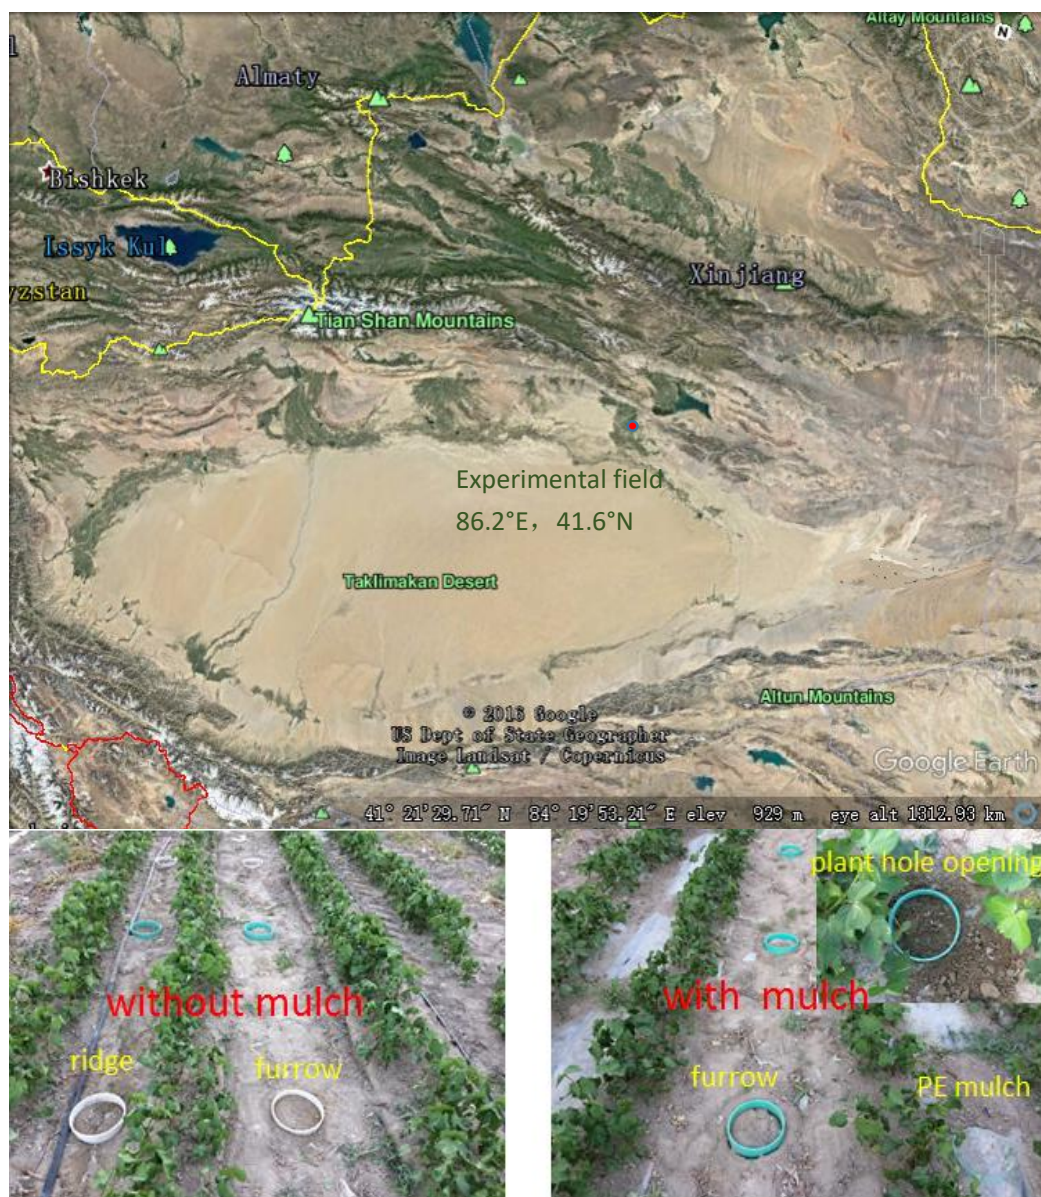 Altay Mountains
N
Almaty
Bishkek
Issyk Kul
yzstan
Xinjiang
Tian Shan Mountains
Experimental field
86.2°E， 41.6°N
Taklimakan Desert
Altun Mountains
© 2016 Google
US Dept of State Geographer
Image Landsat / Copernicus
Google Earth
41° 21'29.71" N 84° 19'53.21" E elev 929 m eye alt 1312.93 km
plant hole opening
without mulch
with mulch
ridge
furrow
furrow
PE mulch